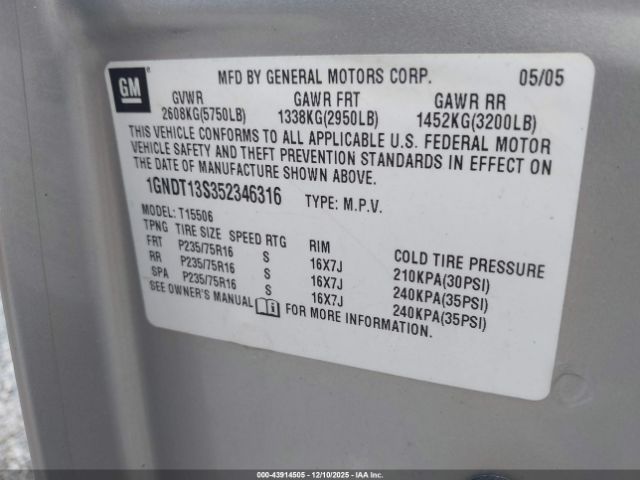 GM
MFD BY GENERAL MOTORS CORP. 05/05
GVWR GAWR FRT GAWR RR
2608KG(5750LB) 1338KG(2950LB) 1452KG(3200LB)
THIS VEHICLE CONFORMS TO ALL APPLICABLE U.S. FEDERAL MOTOR
VEHICLE SAFETY AND THEFT PREVENTION STANDARDS IN EFFECT ON
THE DATE OF MANUFACTURE SHOWN ABOVE.
1GNDT13S352346316 TYPE: M.P.V.
MODEL: T15506
TPNG TIRE SIZE SPEED RTG RIM COLD TIRE PRESSURE
FRT P235/75R16 S 16X7J 210KPA(30PSI)
RR P235/75R16 S 16X7J 240KPA(35PSI)
SPA P235/75R16 S 16X7J 240KPA(35PSI)
SEE OWNER'S MANUAL FOR MORE INFORMATION.
000-43914505 - 12/10/2025 - IAAI.COM